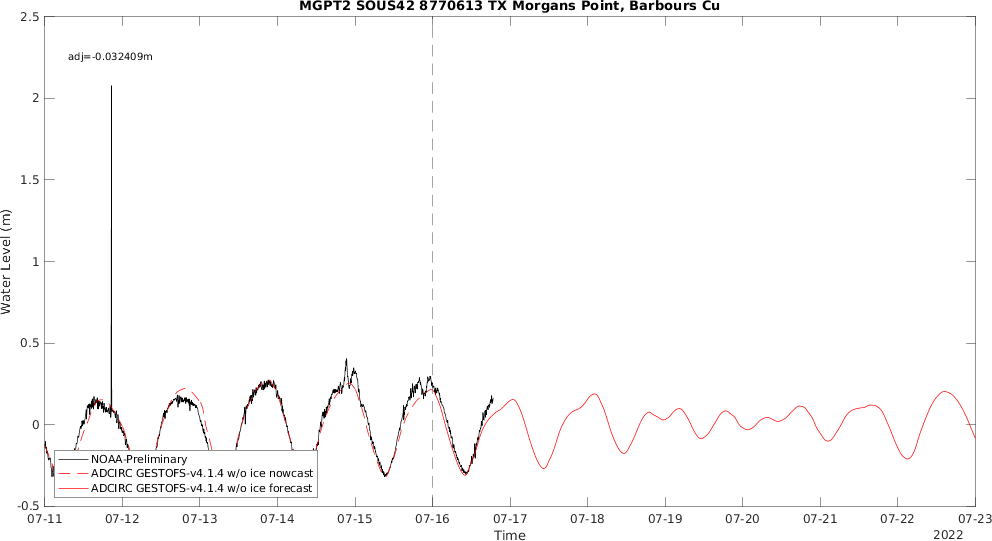 MGPT2 SOUS42 8770613 TX Morgans Point, Barbours Cu
2.5
adj=-0.032409m
2
1.5
1
0.5
0
-0.5
Water Level (m)
NOAA-Preliminary
ADCIRC GESTOFS-v4.1.4 w/o ice nowcast
ADCIRC GESTOFS-v4.1.4 w/o ice forecast
07-11 07-12 07-13 07-14 07-15 07-16 07-17 07-18 07-19 07-20 07-21 07-22 07-23
Time
2022